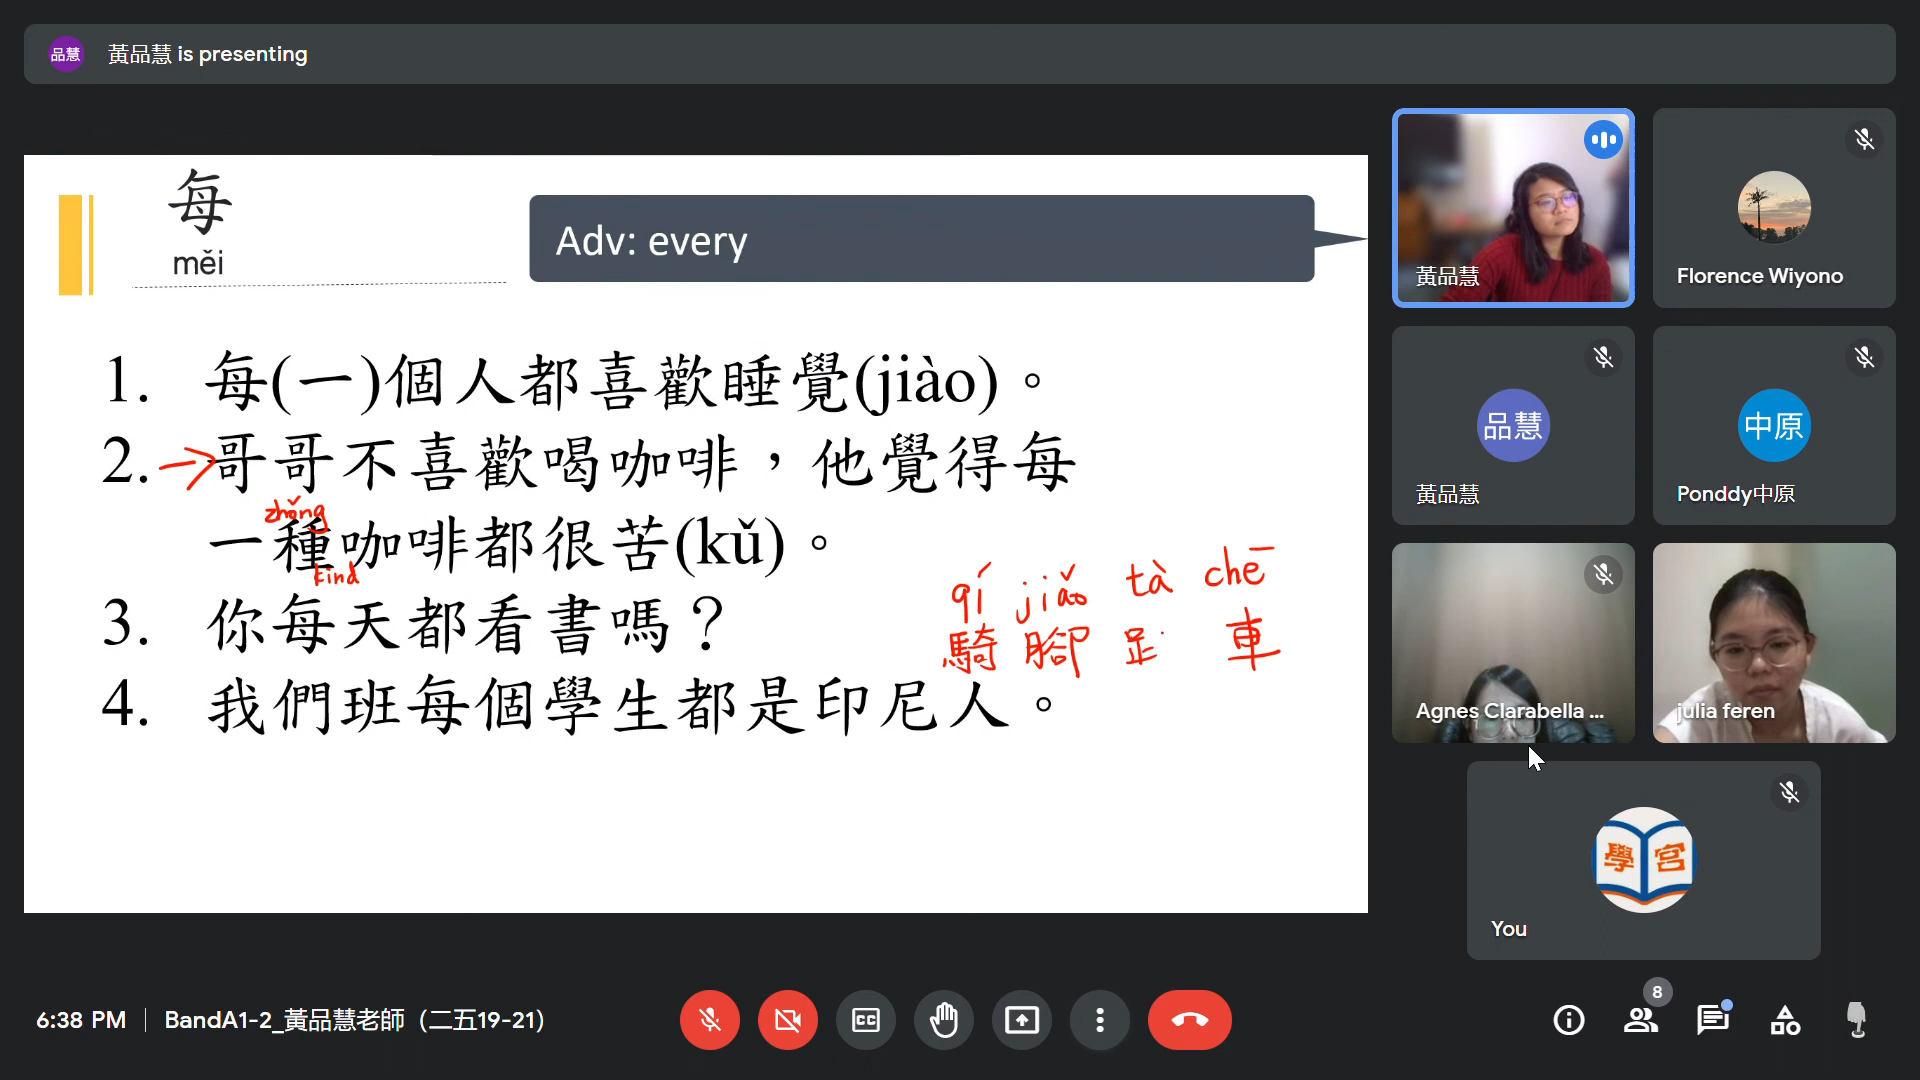 品慧 黃品慧 is presenting
每
měi
Adv: every
1. 每(一)個人都喜歡睡覺(jiào)。
2. 哥哥不喜歡喝咖啡，他覺得每
zhǒng
一種咖啡都很苦(kǔ)。
kind
3. 你每天都看書嗎？
qí jiǎo tà chē
騎腳足車
4. 我們班每個學生都是印尼人。
黃品慧
Florence Wiyono
品慧
黃品慧
中原
Ponddy中原
Agnes Clarabella ...
julia feren
學宮
You
6:38 PM | BandA1-2_黃品慧老師（二五19-21）
CC
8